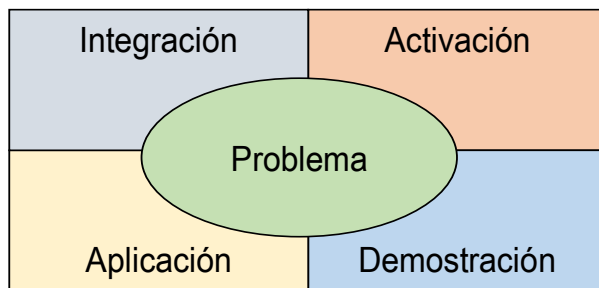 Integración
Activación
Problema
Aplicación
Demostración